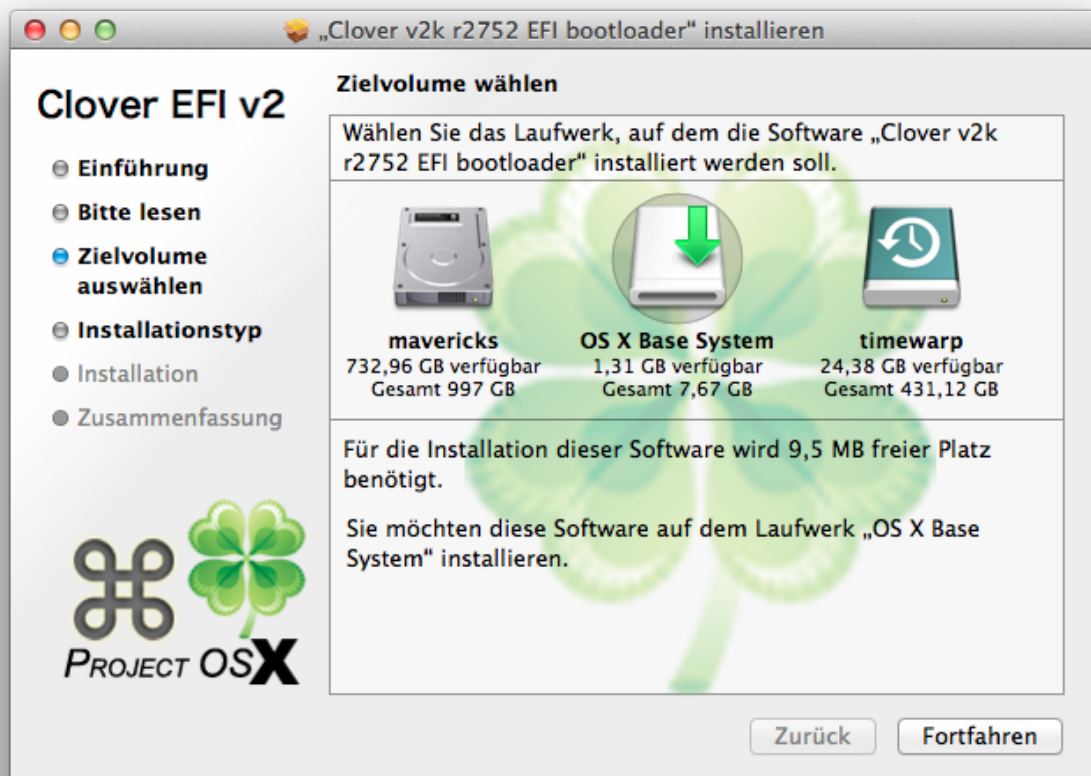 „Clover v2k r2752 EFI bootloader“ installieren
Clover EFI v2
Einführung
Bitte lesen
Zielvolume
auswählen
Installationstyp
Installation
Zusammenfassung
PROJECT OSX
Zielvolume wählen
Wählen Sie das Laufwerk, auf dem die Software „Clover v2k
r2752 EFI bootloader“ installiert werden soll.
mavericks
732,96 GB verfügbar
Gesamt 997 GB
OS X Base System
1,31 GB verfügbar
Gesamt 7,67 GB
timewarp
24,38 GB verfügbar
Gesamt 431,12 GB
Für die Installation dieser Software wird 9,5 MB freier Platz
benötigt.
Sie möchten diese Software auf dem Laufwerk „OS X Base
System“ installieren.
Zurück
Fortfahren